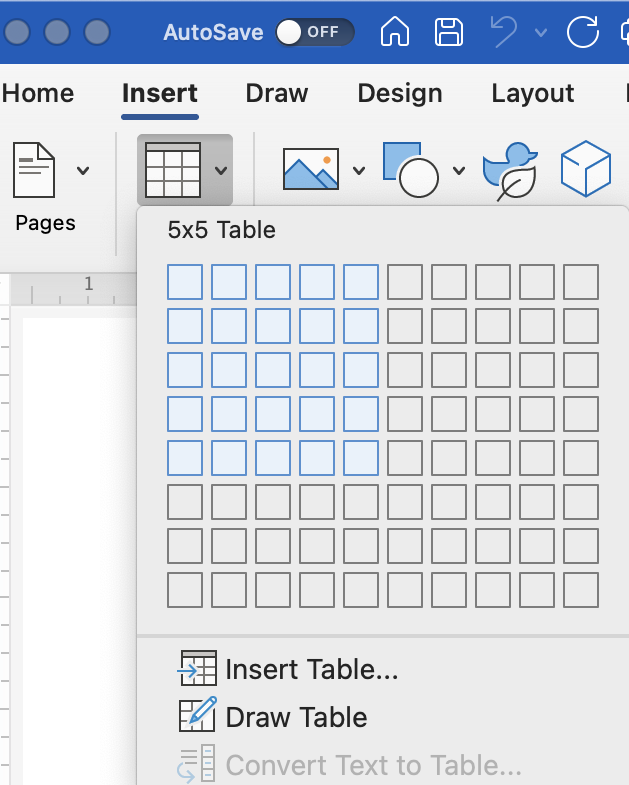 AutoSave OFF
Home Insert Draw Design Layout
Pages
5x5 Table
1
Insert Table...
Draw Table
Convert Text to Table...